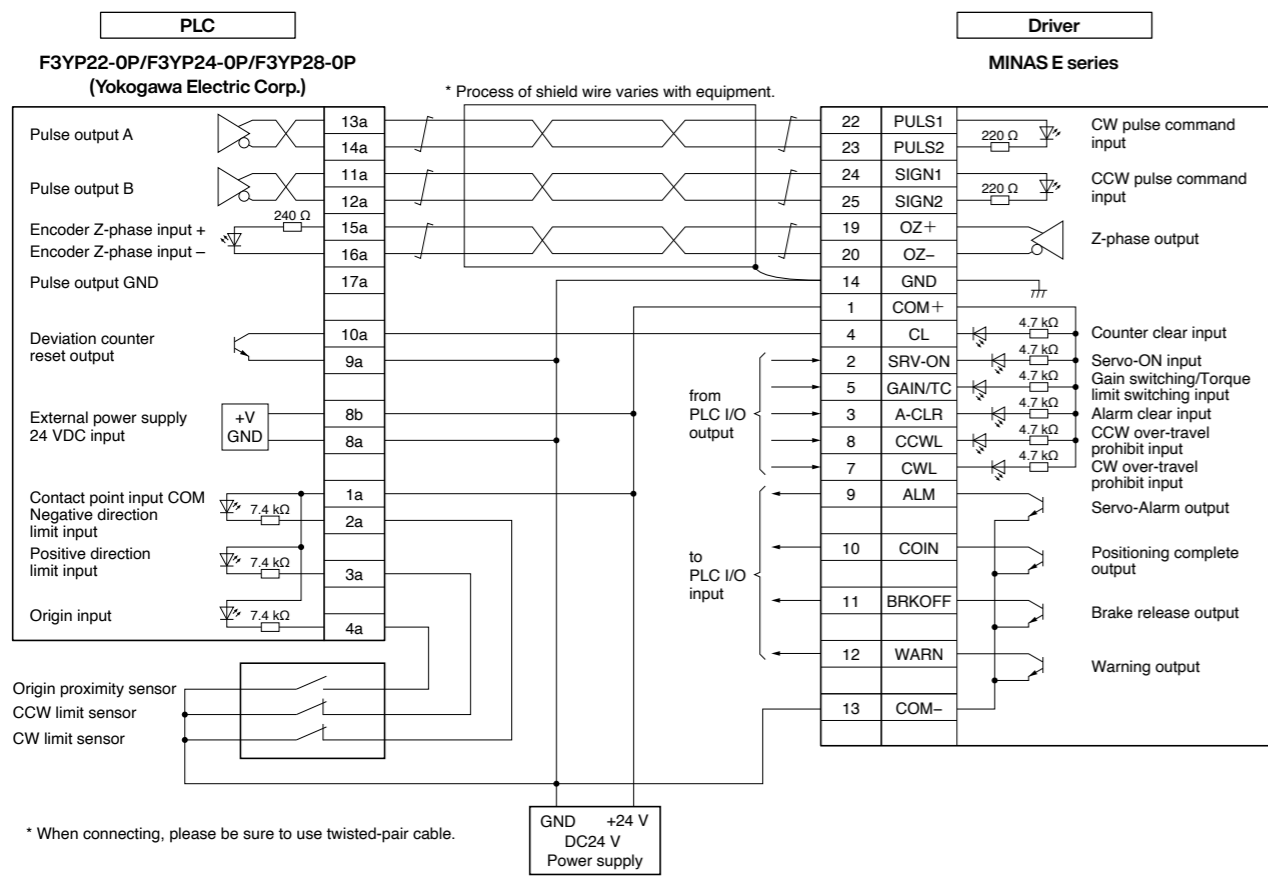 PLC
Driver
F3YP22-0P/F3YP24-0P/F3YP28-0P
(Yokogawa Electric Corp.)
MINAS E series
* Process of shield wire varies with equipment.
Pulse output A
13a
14a
Pulse output B
11a
12a
240 Ω
Encoder Z-phase input +
15a
Encoder Z-phase input –
16a
Pulse output GND
17a
Deviation counter
reset output
10a
9a
External power supply
24 VDC input
+V
GND
8b
8a
Contact point input COM
1a
Negative direction
limit input
7.4 kΩ
2a
Positive direction
limit input
7.4 kΩ
3a
Origin input
7.4 kΩ
4a
Origin proximity sensor
CCW limit sensor
CW limit sensor
from
PLC I/O
output
to
PLC I/O
input
22 PULS1
23 PULS2
220 Ω
CW pulse command
input
24 SIGN1
25 SIGN2
220 Ω
CCW pulse command
input
19 OZ+
20 OZ–
Z-phase output
14 GND
1 COM+
4 CL 4.7 kΩ Counter clear input
2 SRV-ON 4.7 kΩ Servo-ON input
5 GAIN/TC 4.7 kΩ Gain switching/Torque
limit switching input
3 A-CLR 4.7 kΩ Alarm clear input
8 CCWL 4.7 kΩ CCW over-travel
prohibit input
7 CWL 4.7 kΩ CW over-travel
prohibit input
9 ALM Servo-Alarm output
10 COIN Positioning complete
output
11 BRKOFF Brake release output
12 WARN Warning output
13 COM–
GND +24 V
DC24 V
Power supply
* When connecting, please be sure to use twisted-pair cable.